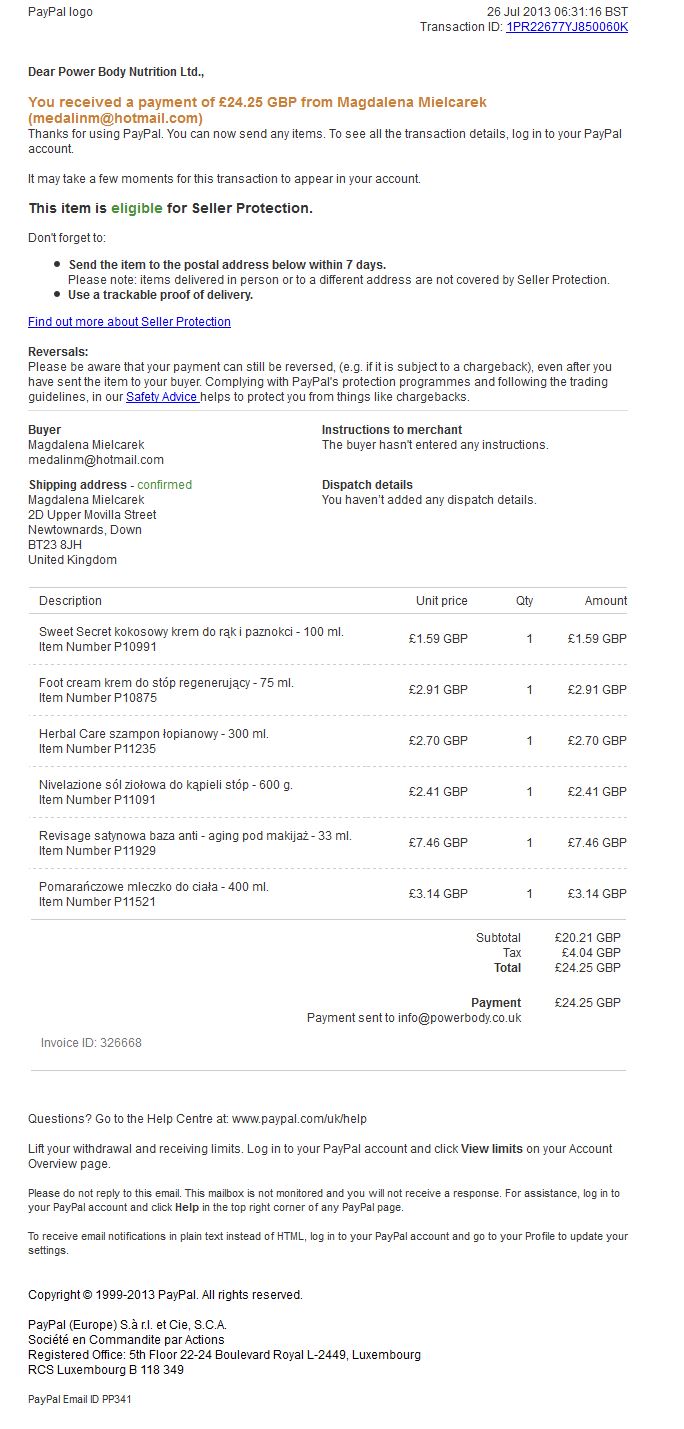 PayPal logo
26 Jul 2013 06:31:16 BST
Transaction ID: 1PR22677YJ850060K
Dear Power Body Nutrition Ltd.,
You received a payment of £24.25 GBP from Magdalena Mielcarek
(medalinm@hotmail.com)
Thanks for using PayPal. You can now send any items. To see all the transaction details, log in to your PayPal
account.
It may take a few moments for this transaction to appear in your account.
This item is eligible for Seller Protection.
Don't forget to:
• Send the item to the postal address below within 7 days.
Please note: items delivered in person or to a different address are not covered by Seller Protection.
• Use a trackable proof of delivery.
Find out more about Seller Protection
Reversals:
Please be aware that your payment can still be reversed, (e.g. if it is subject to a chargeback), even after you
have sent the item to your buyer. Complying with PayPal's protection programmes and following the trading
guidelines, in our Safety Advice helps to protect you from things like chargebacks.
Buyer
Magdalena Mielcarek
medalinm@hotmail.com
Instructions to merchant
The buyer hasn't entered any instructions.
Shipping address - confirmed
Magdalena Mielcarek
2D Upper Movilla Street
Newtownards, Down
BT23 8JH
United Kingdom
Dispatch details
You haven't added any dispatch details.
Description Unit price Qty Amount
Sweet Secret kokosowy krem do rąk i paznokci - 100 ml.
Item Number P10991
£1.59 GBP 1 £1.59 GBP
Foot cream krem do stóp regenerujący - 75 ml.
Item Number P10875
£2.91 GBP 1 £2.91 GBP
Herbal Care szampon łopianowy - 300 ml.
Item Number P11235
£2.70 GBP 1 £2.70 GBP
Nivelazione sól ziołowa do kąpieli stóp - 600 g.
Item Number P11091
£2.41 GBP 1 £2.41 GBP
Revisage satynowa baza anti - aging pod makijaż - 33 ml.
Item Number P11929
£7.46 GBP 1 £7.46 GBP
Pomarańczowe mleczko do ciała - 400 ml.
Item Number P11521
£3.14 GBP 1 £3.14 GBP
Subtotal £20.21 GBP
Tax £4.04 GBP
Total £24.25 GBP
Payment £24.25 GBP
Payment sent to info@powerbody.co.uk
Invoice ID: 326668
Questions? Go to the Help Centre at: www.paypal.com/uk/help
Lift your withdrawal and receiving limits. Log in to your PayPal account and click View limits on your Account
Overview page.
Please do not reply to this email. This mailbox is not monitored and you will not receive a response. For assistance, log in to
your PayPal account and click Help in the top right corner of any PayPal page.
To receive email notifications in plain text instead of HTML, log in to your PayPal account and go to your Profile to update your
settings.
Copyright © 1999-2013 PayPal. All rights reserved.
PayPal (Europe) S.à r.l. et Cie, S.C.A.
Société en Commandite par Actions
Registered Office: 5th Floor 22-24 Boulevard Royal L-2449, Luxembourg
RCS Luxembourg B 118 349
PayPal Email ID PP341